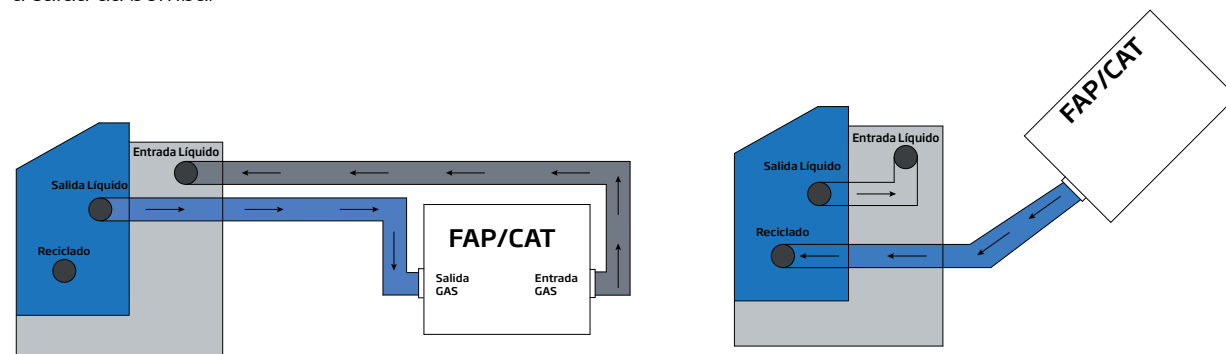 Entrada Líquido
Salida Líquido
Reciclado
FAP/CAT
Salida
GAS
Entrada
GAS
FAP/CAT
Entrada Líquido
Salida Líquido
Reciclado